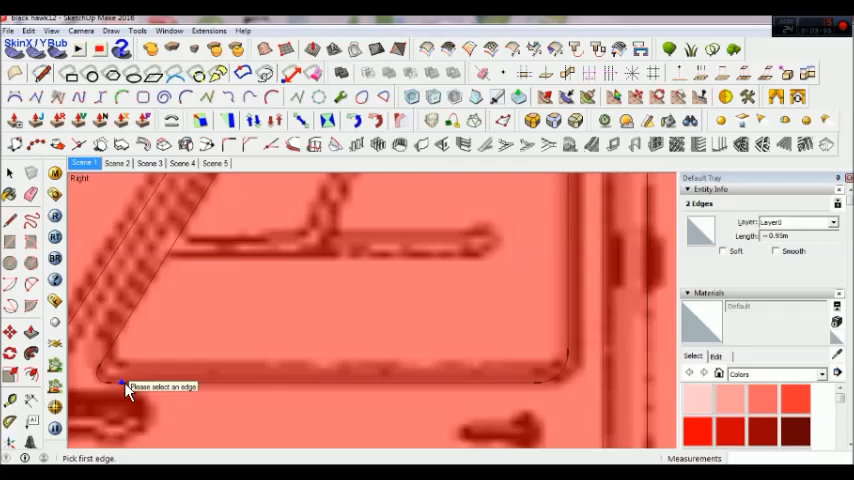 black hawk12 - SketchUp Make 2016
File Edit View Camera Draw Tools Window Extensions Help
SkinX / YBub
Scene 1 Scene 2 Scene 3 Scene 4 Scene 5
Right
Default Tray
Entity Info
2 Edges
Layer: Layer0
Length: ~ 0.95m
Soft Smooth
Materials
Default
Select Edit
Colors
Please select an edge
Pick first edge.
Measurements